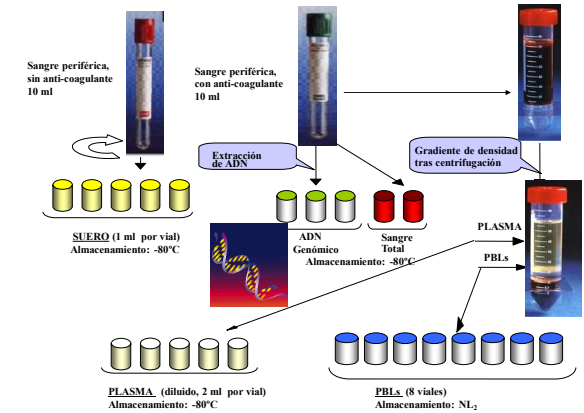 Sangre periférica,
sin anti-coagulante
10 ml
Sangre periférica,
con anti-coagulante
10 ml
Extracción
de ADN
Gradiente de densidad
tras centrifugación
SUERO (1 ml por vial)
Almacenamiento: -80ºC
ADN
Genómico
Sangre
Total
Almacenamiento: -80ºC
PLASMA
PBLs
PLASMA (diluido, 2 ml por vial)
Almacenamiento: -80ºC
PBLs (8 viales)
Almacenamiento: NL₂